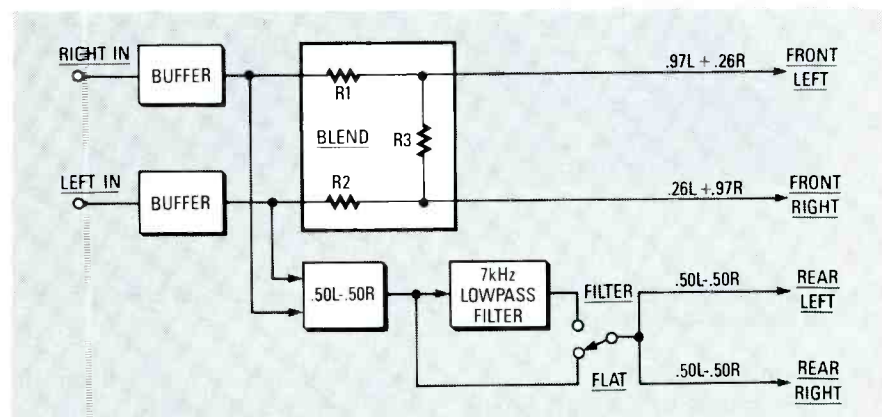 RIGHT IN
BUFFER
R1
BLEND
R3
.97L + .26R
FRONT
LEFT
LEFT IN
BUFFER
R2
.26L +.97R
FRONT
RIGHT
.50L-.50R
7kHz
LOWPASS
FILTER
FILTER
FLAT
.50L-.50R
REAR
LEFT
.50L-.50R
REAR
RIGHT